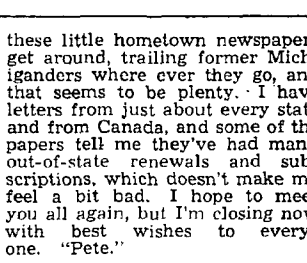 these little hometown newspaper
get around, trailing former Mich
iganders where ever they go, an
that seems to be plenty. I hav
letters from just about every stat
and from Canada, and some of th
papers tell me they've had man
out-of-state renewals and sub
scriptions, which doesn't make m
feel a bit bad. I hope to mee
you all again, but I'm closing nov
with best wishes to every
one. "Pete."